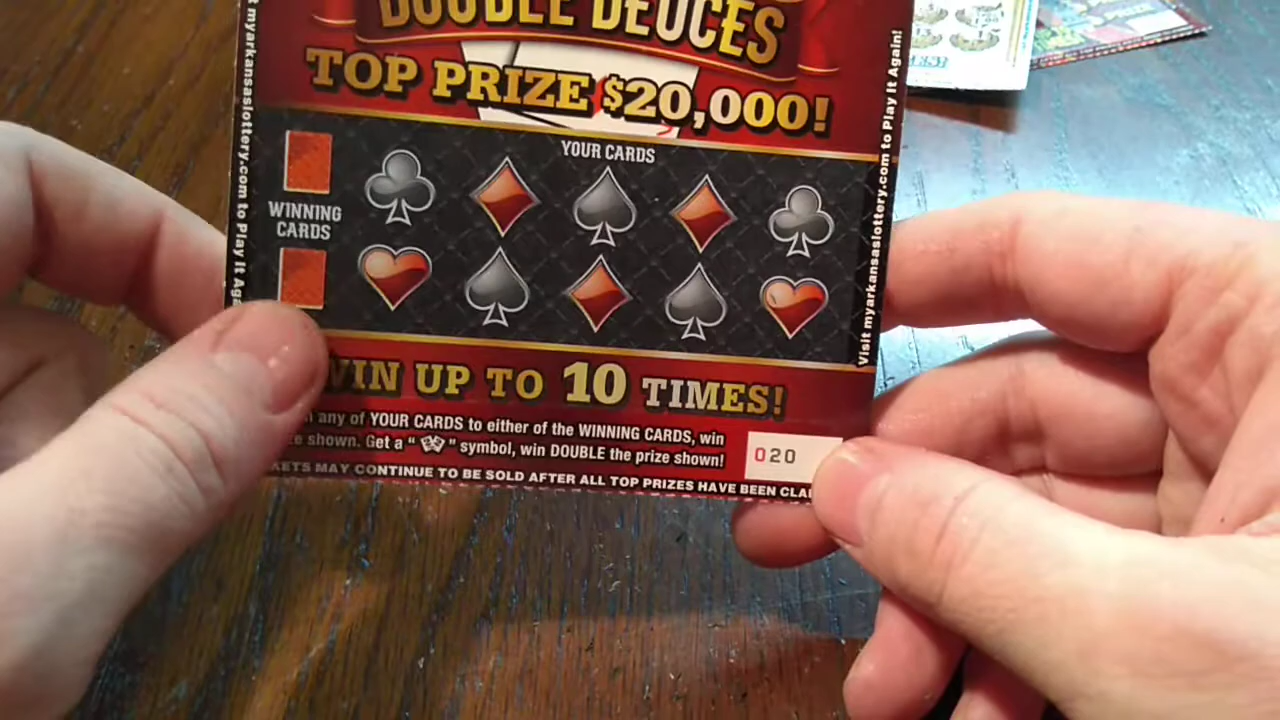 DOUBLE DEUCES
TOP PRIZE $20,000!
YOUR CARDS
WINNING
CARDS
WIN UP TO 10 TIMES!
any of YOUR CARDS to either of the WINNING CARDS, win
shown. Get a " " symbol, win DOUBLE the prize shown!
020
MAY CONTINUE TO BE SOLD AFTER ALL TOP PRIZES HAVE BEEN
myarkansaslottery.com to Play It
Visit myarkansaslottery.com to Play It Again!